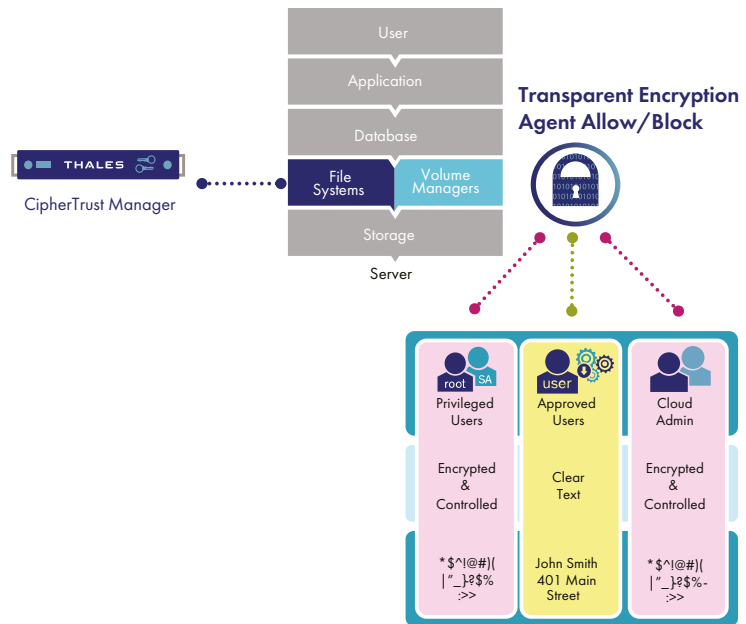 User
Application
Database
File
Systems
Volume
Managers
Storage
Server
THALES
CipherTrust Manager
Transparent Encryption
Agent Allow/Block
root
SA
Privileged
Users
Encrypted
&
Controlled
*$^!@#)(
|"_}?$%
:>>
user
Approved
Users
Clear
Text
John Smith
401 Main
Street
Cloud
Admin
Encrypted
&
Controlled
*$^!@#)(
|"_}?$%-
:>>